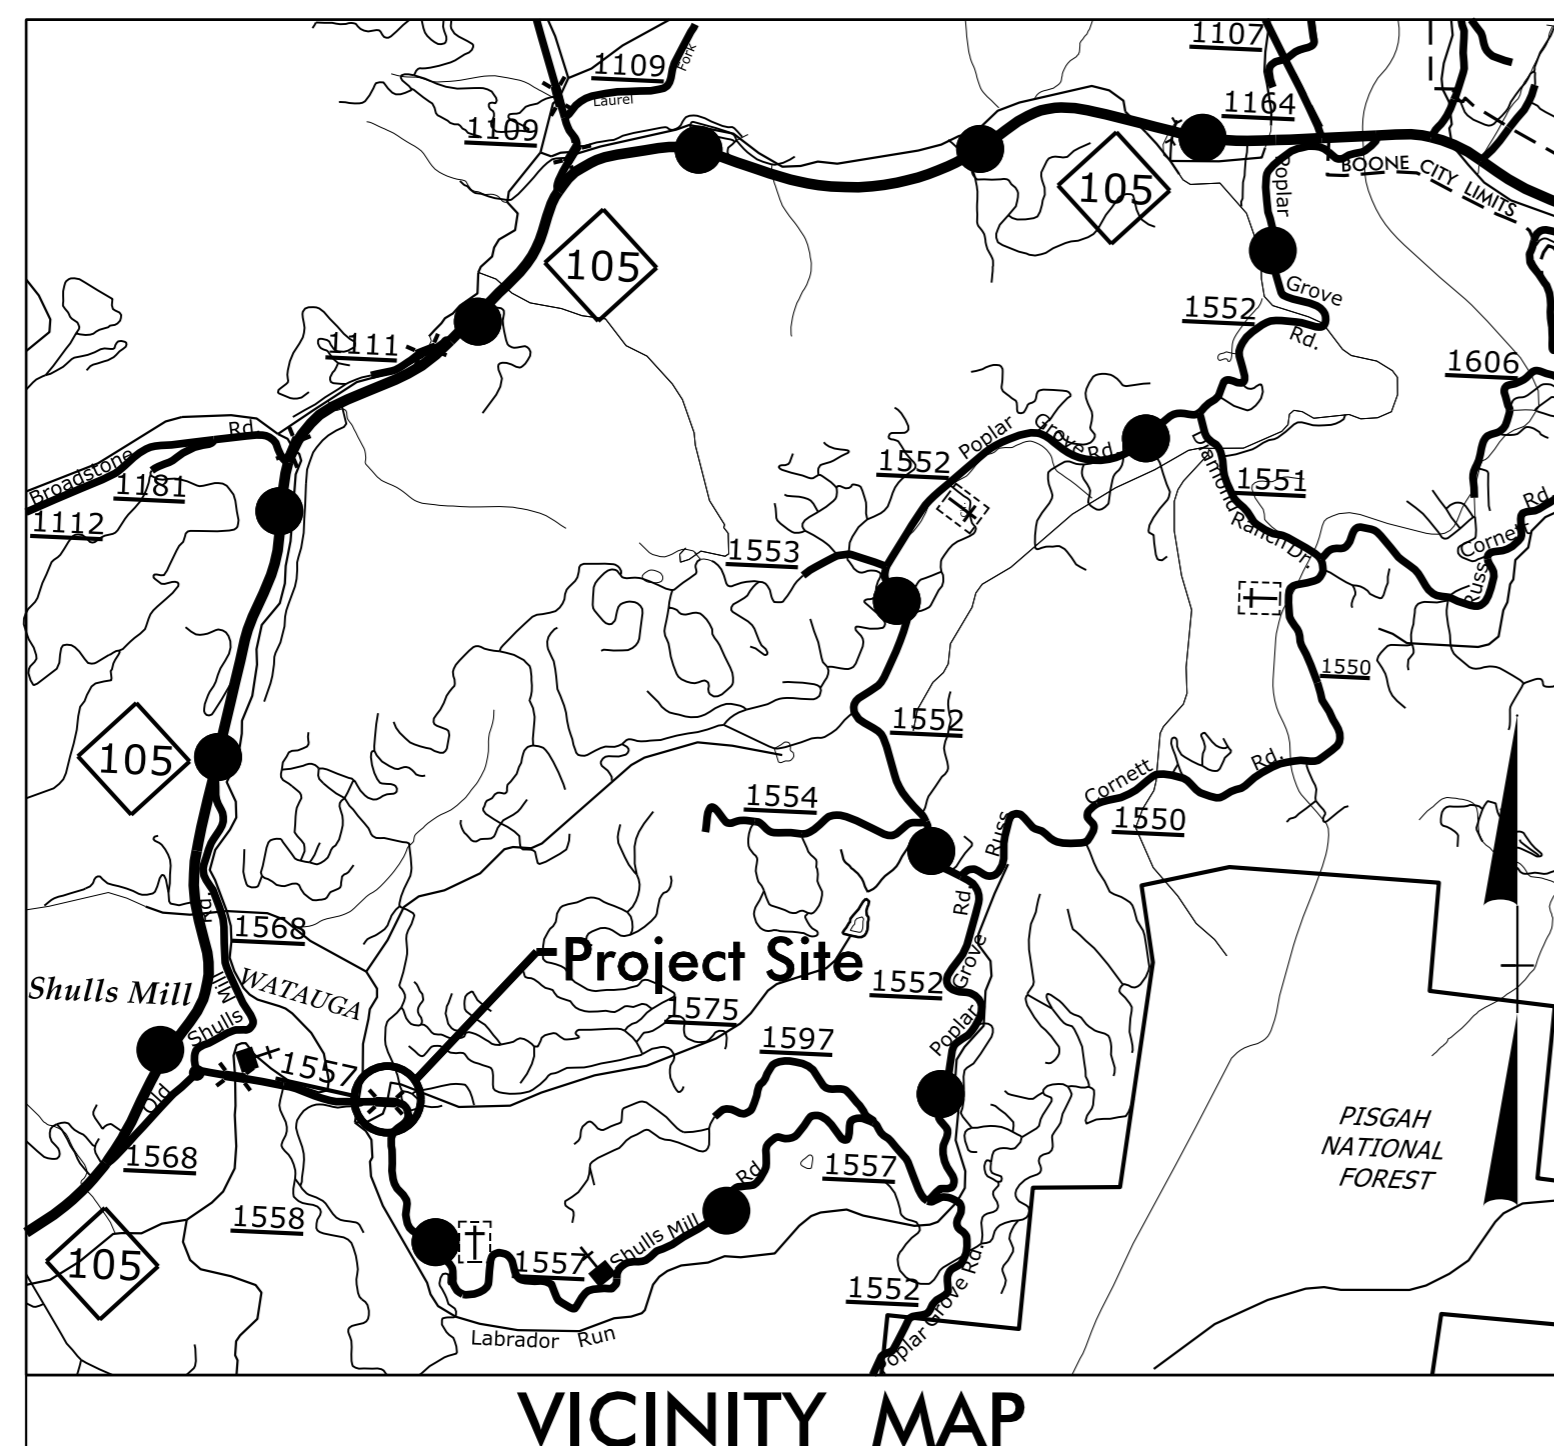 1107
1109
Fork
Laurel
1164
1109
BOONE CITY LIMITS
Poplar
105
105
Grove
1552
Rd.
1111
1606
Rd.
Broadstone
1181
1112
Poplar
Grove Rd.
1552
Diamond
1551
Ranch Dr.
Rd.
Cornett
Russ
1553
1550
1552
105
Rd.
Cornett
1554
1550
Russ
Rd.
Rd.
1568
Project Site
Grove
1552
Shulls Mill
Mill
WATAUGA
1575
Shulls
Poplar
1597
1557
Old
PISGAH
NATIONAL
FOREST
1568
Rd.
1557
1558
Shulls Mill
105
1557
1552
Poplar Grove Rd.
Labrador Run
VICINITY MAP